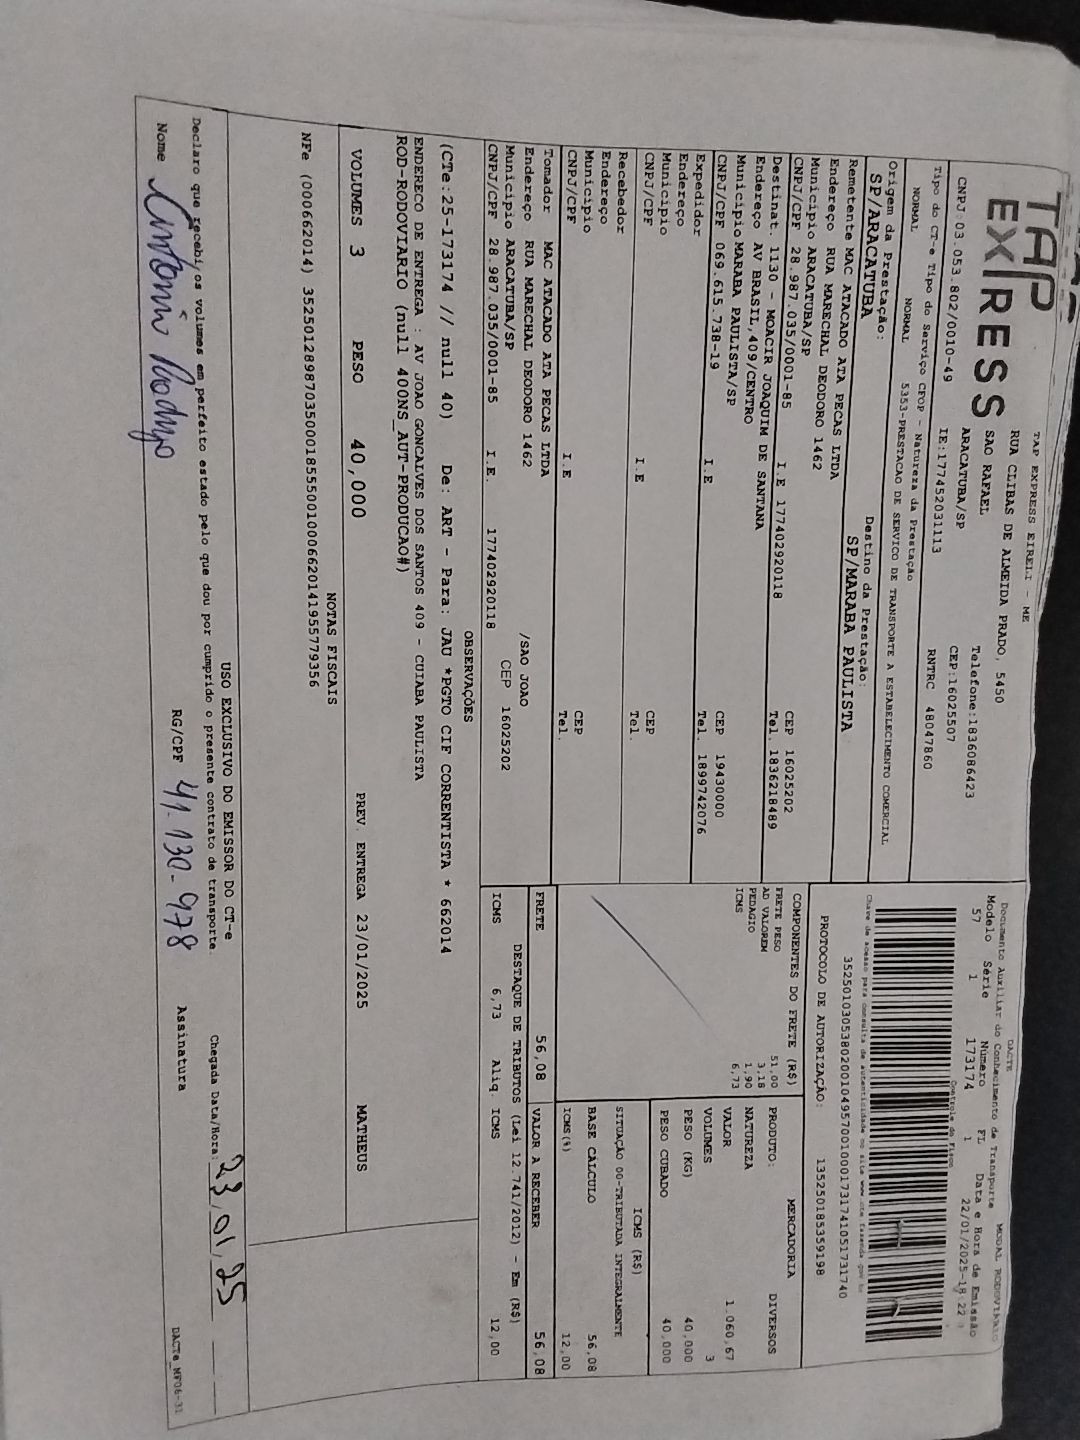 TAP
EX|RESS
TAP EXPRESS EIRELI - ME
RUA CLIBAS DE ALMEIDA PRADO, 5450
SAO RAFAEL Telefone:1836086423
ARACATUBA/SP CEP:16025507
CNPJ:03.053.802/0010-49 IE:177452031113 RNTRC 48047860
Tipo do CT-e Tipo do Serviço CFOP - Natureza da Prestação
NORMAL NORMAL 5353-PRESTACAO DE SERVICO DE TRANSPORTE A ESTABELECIMENTO COMERCIAL
Origem da Prestação: Destino da Prestação:
SP/ARACATUBA SP/MARABA PAULISTA
DACTE MODAL RODOVIARIO
Documento Auxiliar do Conhecimento de Transporte
Modelo Série Número FL Data e Hora de Emissão
57 1 173174 1 22/01/2025-18:22
Controle do Fisco
Chave de acesso para consulta de autenticidade no site www.cte.fazenda.gov.br
35250103053802001049570010001731741051731740
PROTOCOLO DE AUTORIZAÇÃO: 135250185359198
Remetente MAC ATACADO ATA PECAS LTDA
Endereço RUA MARECHAL DEODORO 1462
Município ARACATUBA/SP CEP 16025202
CNPJ/CPF 28.987.035/0001-85 I.E 177402920118 Tel. 1836218489
Destinat. 1130 - MOACIR JOAQUIM DE SANTANA
Endereço AV BRASIL,409/CENTRO
Município MARABA PAULISTA/SP CEP 19430000
CNPJ/CPF 069.615.738-19 I.E Tel. 1899742076
Expedidor
Endereço
Município CEP
CNPJ/CPF I.E Tel.
Recebedor
Endereço
Município CEP
CNPJ/CPF I.E Tel.
Tomador MAC ATACADO ATA PECAS LTDA
Endereço RUA MARECHAL DEODORO 1462 /SAO JOAO
Município ARACATUBA/SP CEP 16025202
CNPJ/CPF 28.987.035/0001-85 I.E. 177402920118
COMPONENTES DO FRETE (R$)
FRETE PESO 51,00
AD VALOREM 3,18
PEDAGIO 1,90
ICMS 6,73
MERCADORIA
PRODUTO: DIVERSOS
NATUREZA
VALOR 1.060,67
VOLUMES 3
PESO (KG) 40,000
PESO CUBADO 40,000
ICMS (R$)
SITUAÇÃO 00-TRIBUTADA INTEGRALMENTE
BASE CÁLCULO 56,08
ICMS(%) 12,00
FRETE 56,08 VALOR A RECEBER 56,08
DESTAQUE DE TRIBUTOS (Lei 12.741/2012) - Em (R$)
ICMS 6,73 Aliq. ICMS 12,00
OBSERVAÇÕES
(CTe:25-173174 // null 40) De: ART - Para: JAU *PGTO CIF CORRENTISTA * 662014
ENDERECO DE ENTREGA : AV JOAO GONCALVES DOS SANTOS 409 - CUIABA PAULISTA
ROD-RODOVIARIO (null 400NS_AUT-PRODUCAO#)
VOLUMES 3 PESO 40,000 PREV. ENTREGA 23/01/2025 MATHEUS
NOTAS FISCAIS
NFe (000662014) 35250128987035000185550010006620141955779356
USO EXCLUSIVO DO EMISSOR DO CT-e
Declaro que recebi os volumes em perfeito estado pelo que dou por cumprido o presente contrato de transporte. Chegada Data/Hora: 23/01/25
Nome Antonio Rodrigo RG/CPF 41.130-978 Assinatura
DACTe_MF06-31